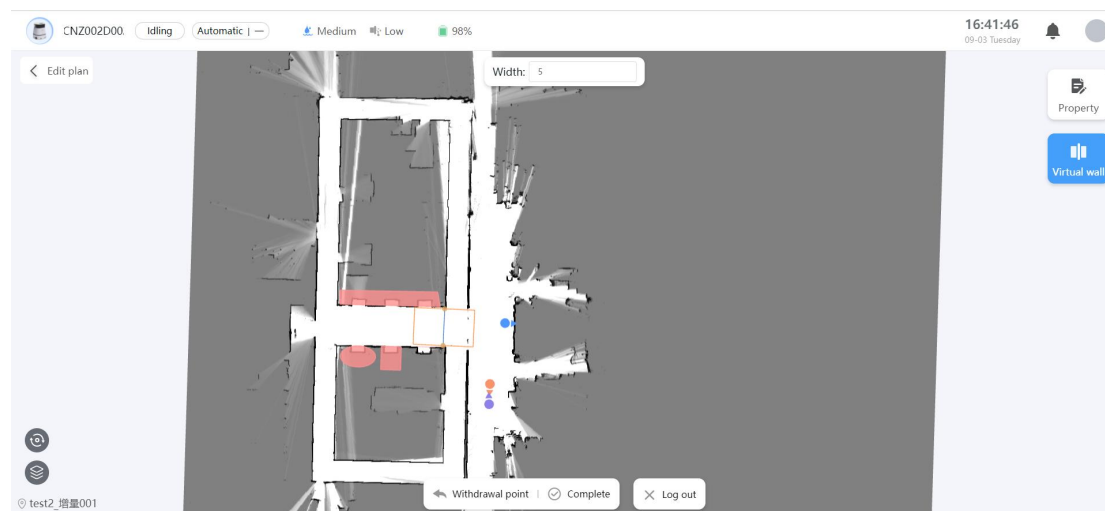 CNZ002D00.
Idling
Automatic | —
Medium
Low
98%
16:41:46
09-03 Tuesday
Edit plan
Width: 5
Property
Virtual wall
Withdrawal point
Complete
Log out
test2_增量001